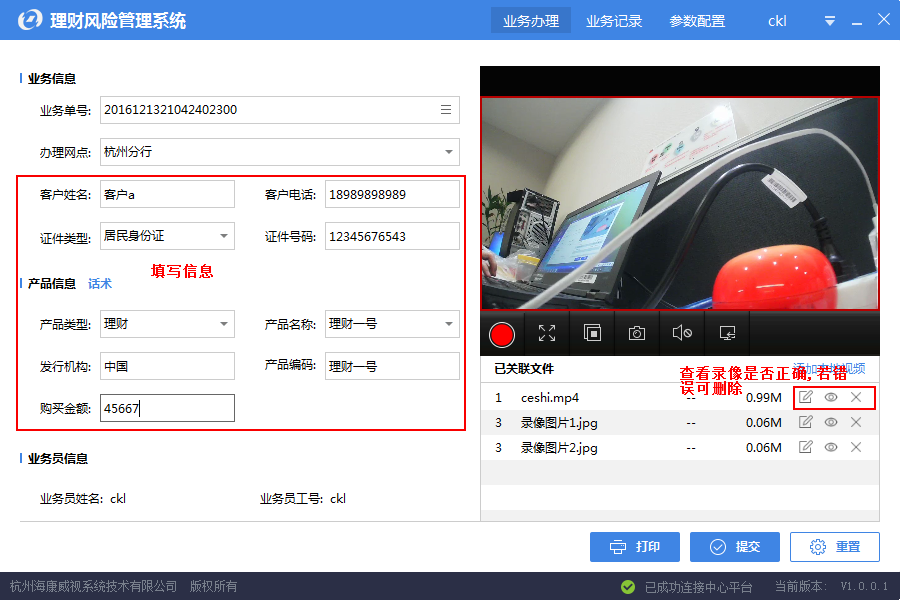 理财风险管理系统
业务办理 业务记录 参数配置 ckl
业务信息
业务单号: 2016121321042402300
办理网点: 杭州分行
客户姓名: 客户a 客户电话: 18989898989
证件类型: 居民身份证 证件号码: 12345676543
填写信息
产品信息 话术
产品类型: 理财 产品名称: 理财一号
发行机构: 中国 产品编码: 理财一号
购买金额: 45667
业务员信息
业务员姓名: ckl 业务员工号: ckl
已关联文件
查看录像是否正确,若错
误可删除
1 ceshi.mp4 -- 0.99M
3 录像图片1.jpg -- 0.06M
3 录像图片2.jpg -- 0.06M
打印 提交 重置
杭州海康威视系统技术有限公司 版权所有 已成功连接中心平台 当前版本: V1.0.0.1